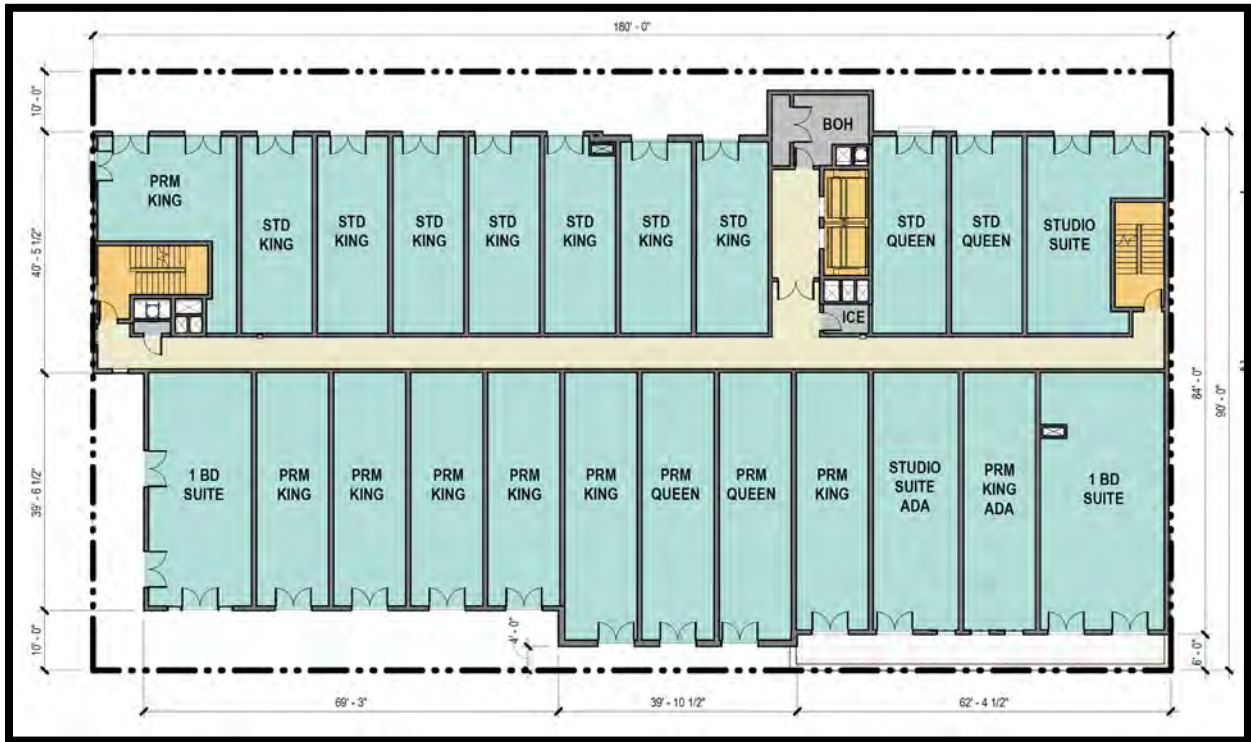 180' - 0"
10' - 0"
40' - 5 1/2"
39' - 6 1/2"
10' - 0"
BOH
PRM
KING
STD
KING
STD
KING
STD
KING
STD
KING
STD
KING
STD
KING
STD
KING
STD
QUEEN
STD
QUEEN
STUDIO
SUITE
ICE
1 BD
SUITE
PRM
KING
PRM
KING
PRM
KING
PRM
KING
PRM
KING
PRM
QUEEN
PRM
QUEEN
PRM
KING
STUDIO
SUITE
ADA
PRM
KING
ADA
1 BD
SUITE
84' - 0"
90' - 0"
4' - 0"
6' - 0"
69' - 3"
39' - 10 1/2"
62' - 4 1/2"